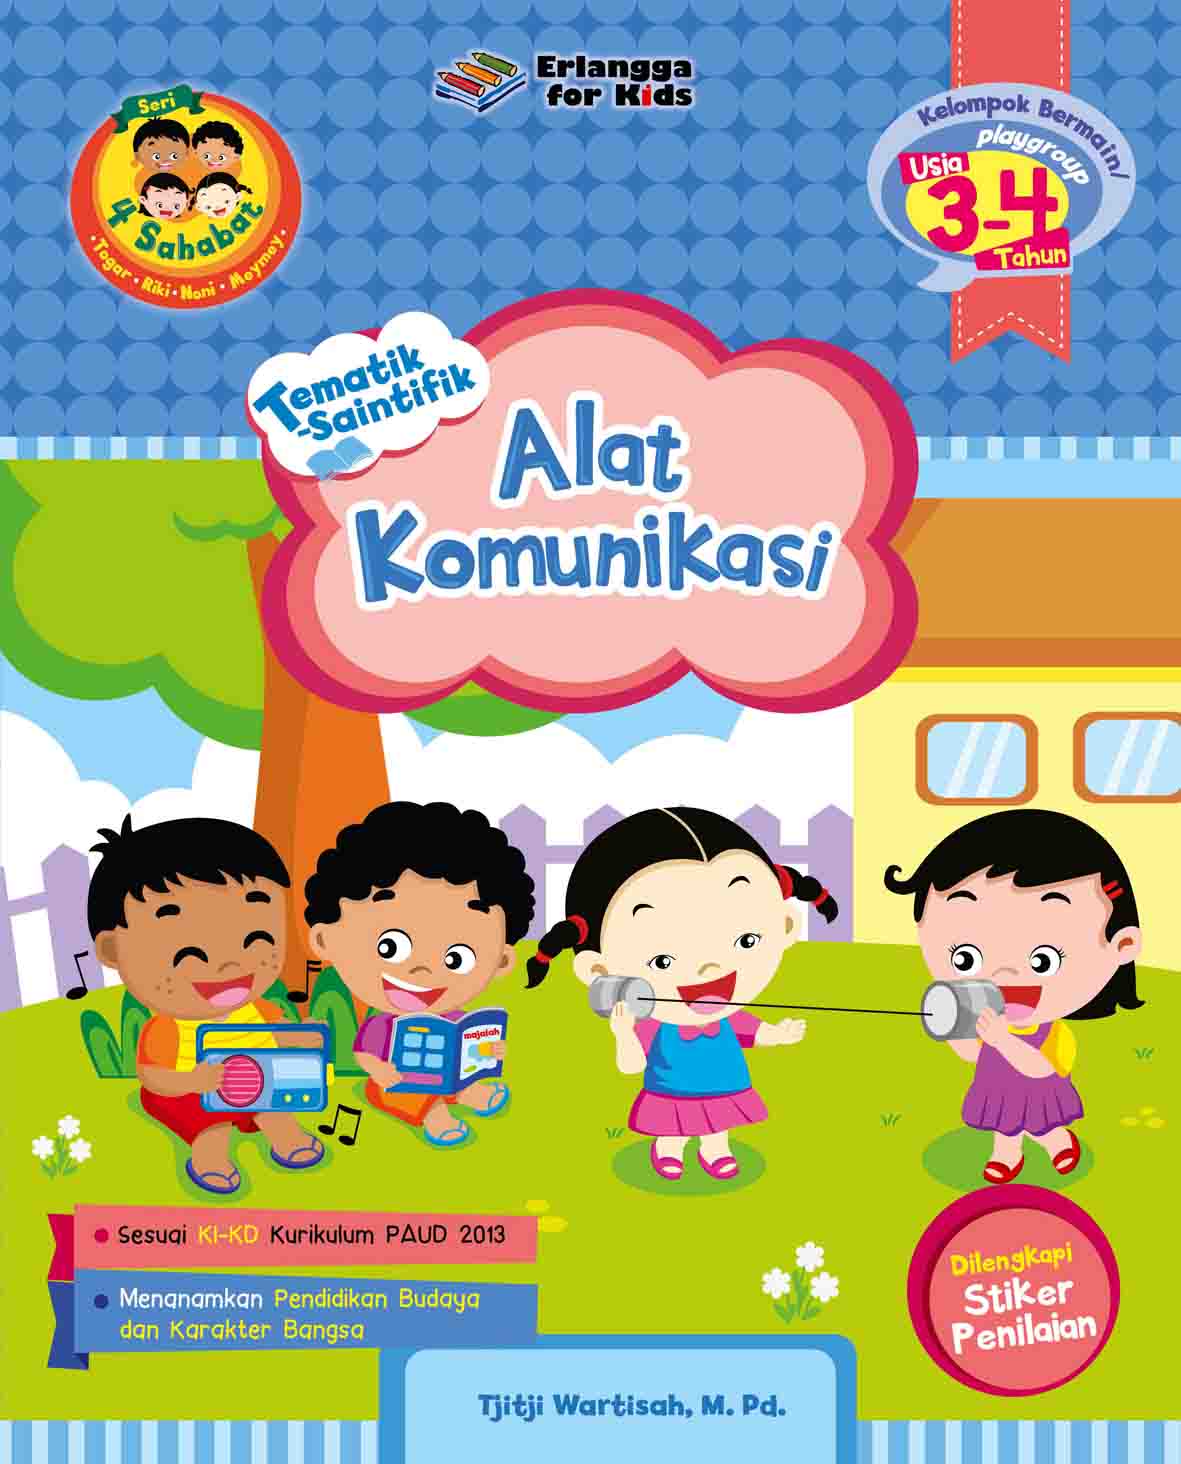 Erlangga
for Kids
Seri
4 Sahabat
• Togar • Riki • Noni • Meymey •
Kelompok Bermain/
playgroup
Usia
3-4
Tahun
Tematik
-Saintifik
Alat
Komunikasi
majalah
• Sesuai KI-KD Kurikulum PAUD 2013
• Menanamkan Pendidikan Budaya
dan Karakter Bangsa
Dilengkapi
Stiker
Penilaian
Tjitji Wartisah, M. Pd.